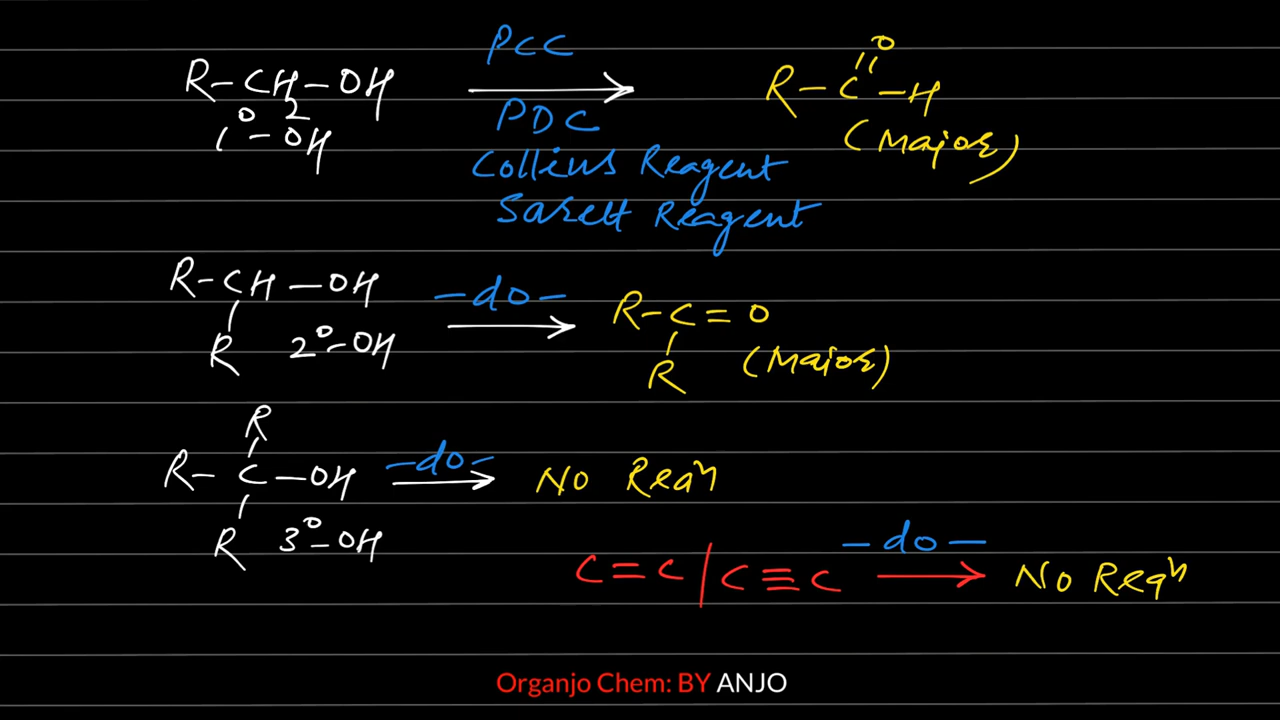 PCC
R–CH₂–OH → R–C(=O)–H
1°–OH PDC (Major)
Collins Reagent
Sarett Reagent
R–CH–OH –do– → R–C=O
R 2°–OH R (Major)
R
R–C–OH –do– → No Reaⁿ
R 3°–OH
C=C / C≡C –do– → No Reaⁿ
Organjo Chem: BY ANJO